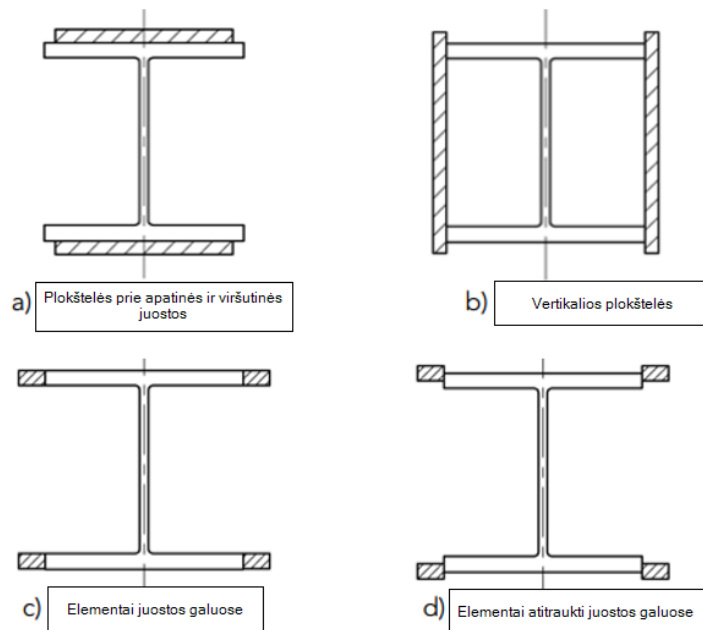 a) Plokštelės prie apatinės ir viršutinės
juostos
b) Vertikalios plokštelės
c) Elementai juostos galuose
d) Elementai atitraukti juostos galuose